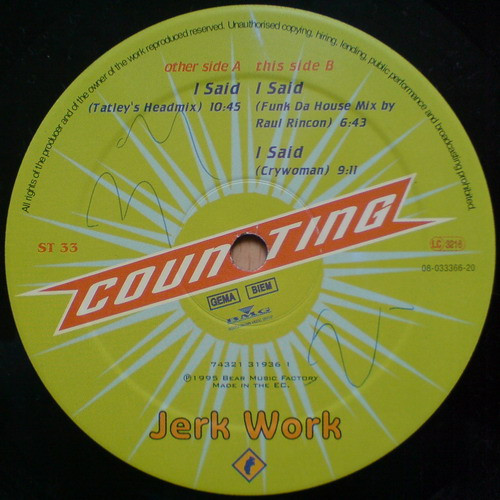 All rights of the producer and of the owner of the work reproduced reserved. Unauthorised copying, hiring, lending, public performance and broadcasting prohibited.
other side A
I Said
(Tatley's Headmix) 10:45
this side B
I Said
(Funk Da House Mix by
Raul Rincon) 6:43
I Said
(Crywoman) 9:11
ST 33
LC 3216
08-033366-20
COUNTING
GEMA BIEM
BMG
74321 31936 1
℗©1995 Bear Music Factory
Made in the EC.
Jerk Work